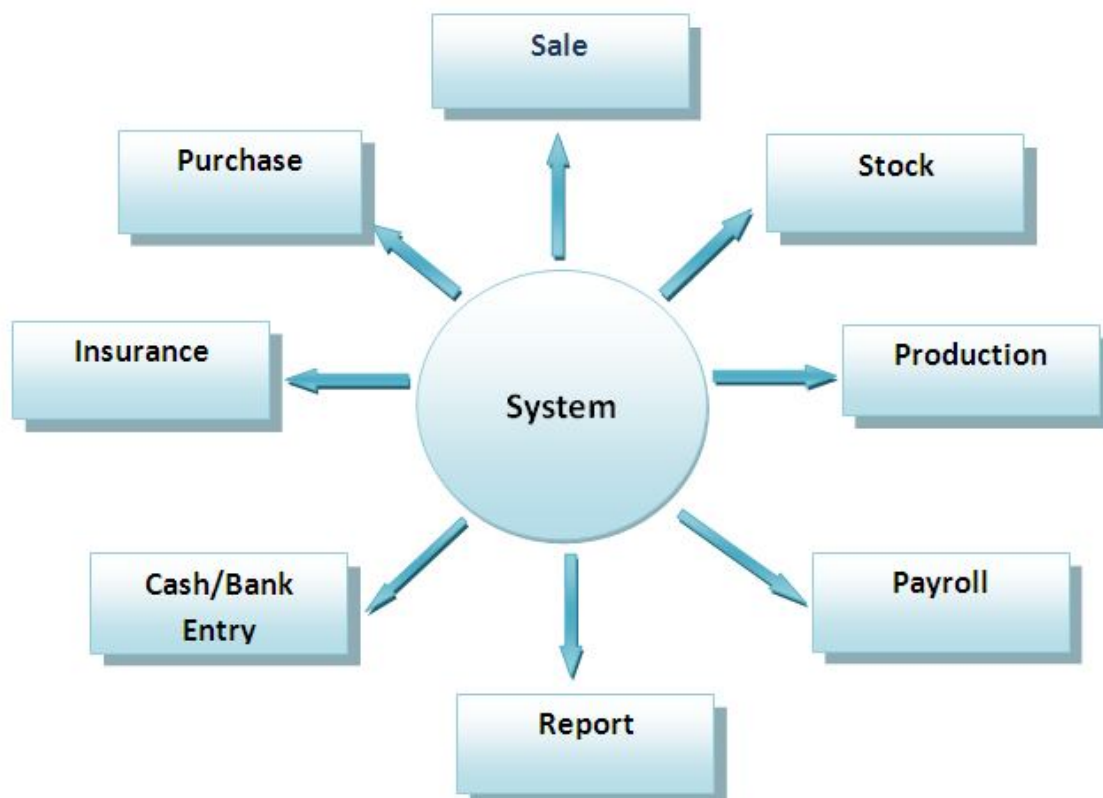 Sale
Purchase
Stock
Insurance
Production
System
Cash/Bank
Entry
Payroll
Report